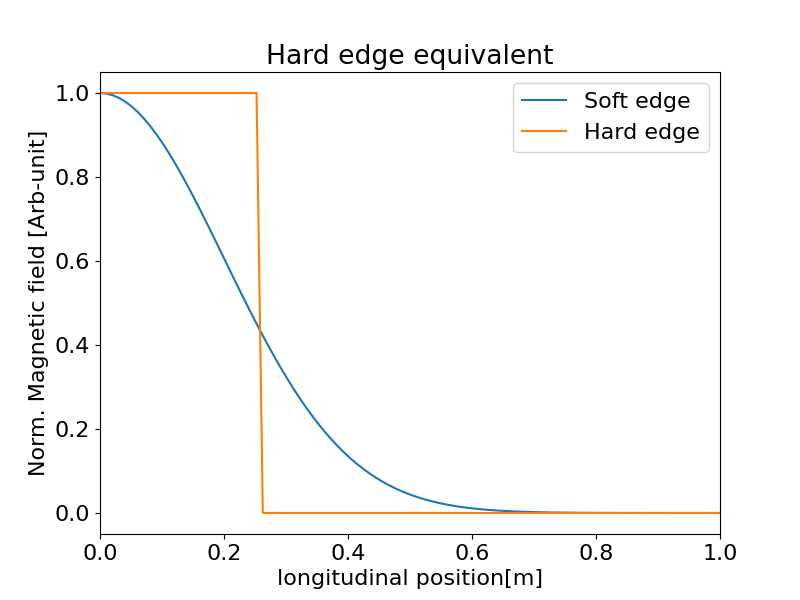 Hard edge equivalent
Soft edge
Hard edge
Norm. Magnetic field [Arb-unit]
1.0
0.8
0.6
0.4
0.2
0.0
0.0 0.2 0.4 0.6 0.8 1.0
longitudinal position[m]